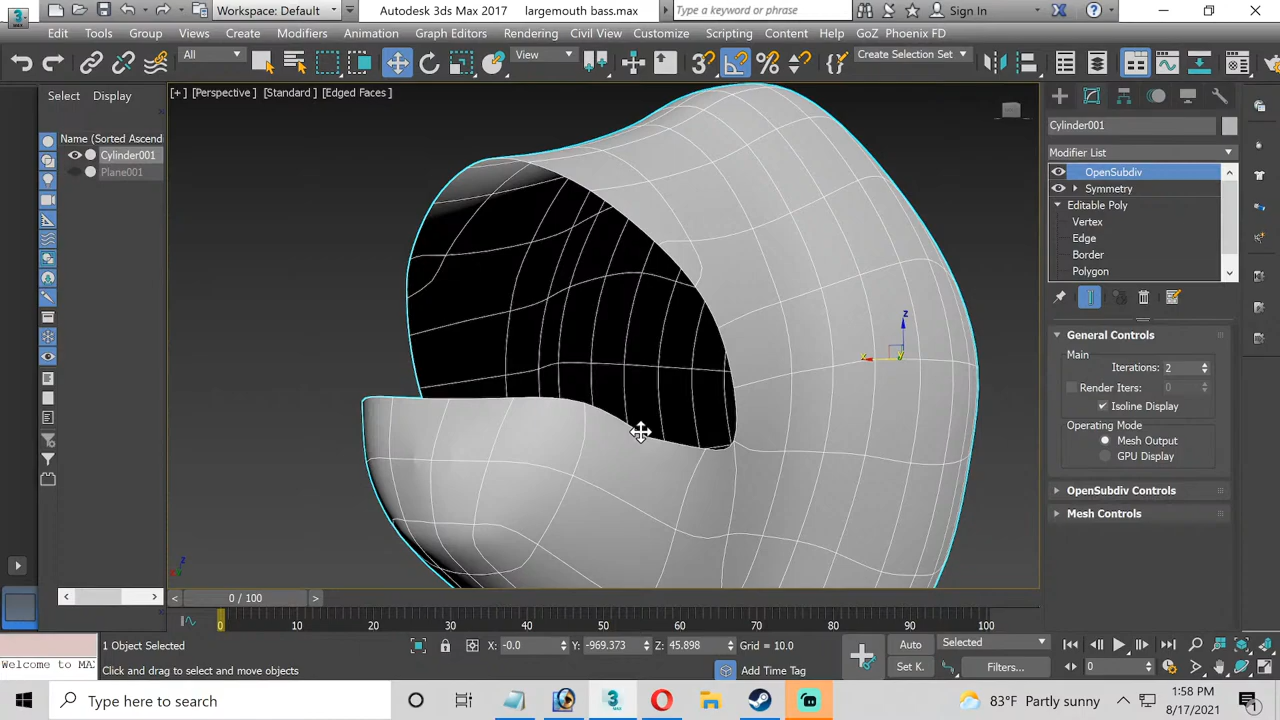 Workspace: Default
Autodesk 3ds Max 2017
largemouth bass.max
Type a keyword or phrase
Sign In
Edit
Tools
Group
Views
Create
Modifiers
Animation
Graph Editors
Rendering
Civil View
Customize
Scripting
Content
Help
GoZ
Phoenix FD
MAX
All
View
Create Selection Set
Select
Display
[+] [Perspective] [Standard] [Edged Faces]
Name (Sorted Ascend
Cylinder001
Plane001
Cylinder001
Modifier List
OpenSubdiv
Symmetry
Editable Poly
Vertex
Edge
Border
Polygon
General Controls
Main
Iterations: 2
Render Iters: 0
Isoline Display
Operating Mode
Mesh Output
GPU Display
OpenSubdiv Controls
Mesh Controls
z
x
y
z
0 / 100
0
10
20
30
40
50
60
70
80
90
100
1 Object Selected
X: -0.0
Y: -969.373
Z: 45.898
Grid = 10.0
Auto
Selected
Welcome to MA
Click and drag to select and move objects
Add Time Tag
Set K.
Filters...
0
Type here to search
83°F Partly sunny
1:58 PM
8/17/2021